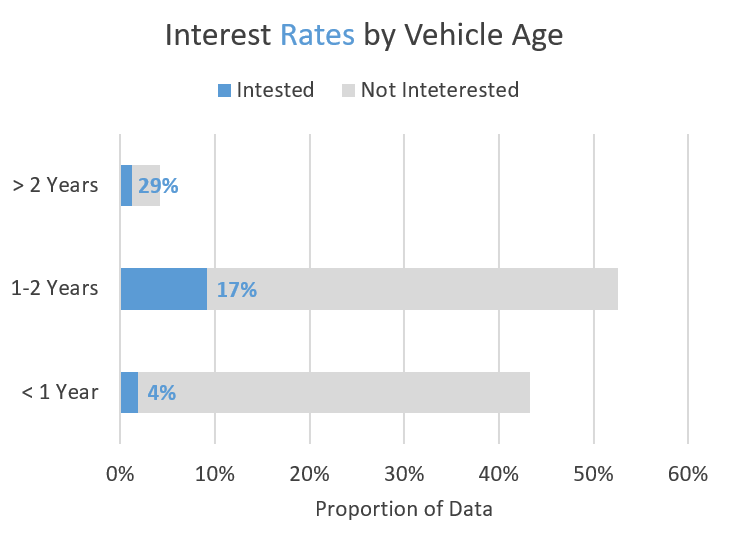 Interest Rates by Vehicle Age
Intested Not Inteterested
> 2 Years 29%
1-2 Years 17%
< 1 Year 4%
0% 10% 20% 30% 40% 50% 60%
Proportion of Data